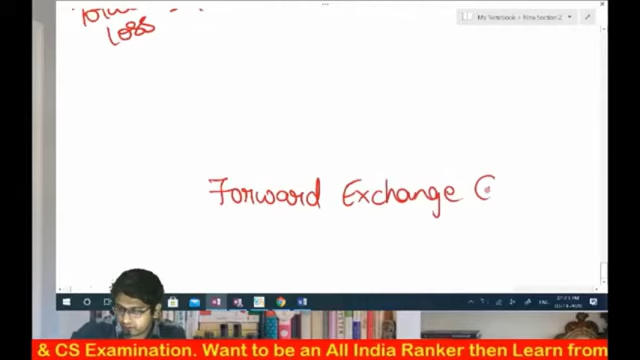 My Notebook > New Section 2
Loss
Forward Exchange C
ENG
& CS Examination. Want to be an All India Ranker then Learn from